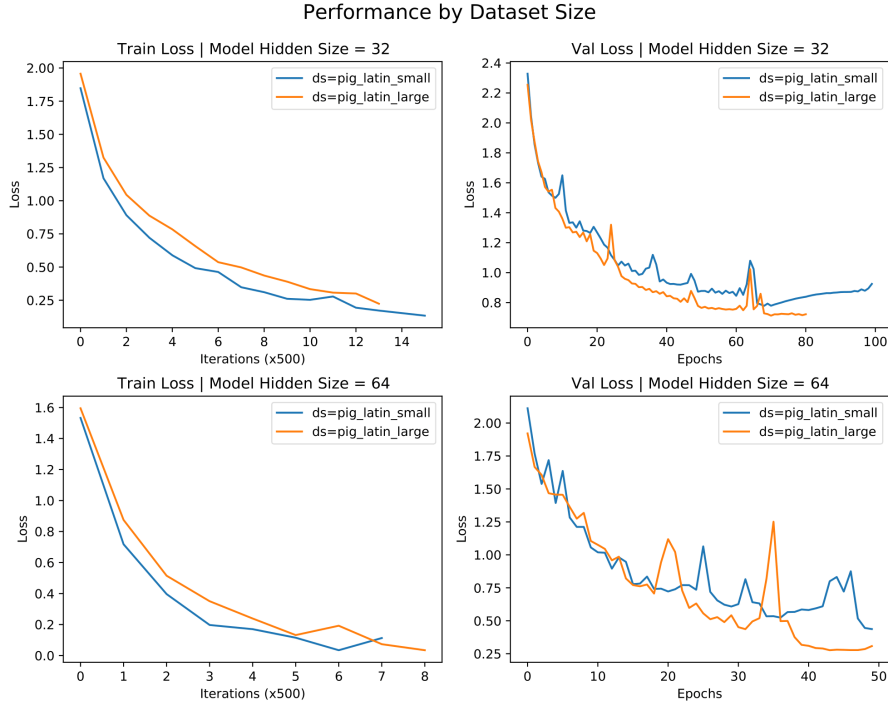 Performance by Dataset Size
Train Loss | Model Hidden Size = 32
2.00
1.75
1.50
1.25
1.00
0.75
0.50
0.25
Loss
ds=pig_latin_small
ds=pig_latin_large
0 2 4 6 8 10 12 14
Iterations (x500)
Val Loss | Model Hidden Size = 32
2.4
2.2
2.0
1.8
1.6
1.4
1.2
1.0
0.8
Loss
ds=pig_latin_small
ds=pig_latin_large
0 20 40 60 80 100
Epochs
Train Loss | Model Hidden Size = 64
1.6
1.4
1.2
1.0
0.8
0.6
0.4
0.2
0.0
Loss
ds=pig_latin_small
ds=pig_latin_large
0 1 2 3 4 5 6 7 8
Iterations (x500)
Val Loss | Model Hidden Size = 64
2.00
1.75
1.50
1.25
1.00
0.75
0.50
0.25
Loss
ds=pig_latin_small
ds=pig_latin_large
0 10 20 30 40 50
Epochs